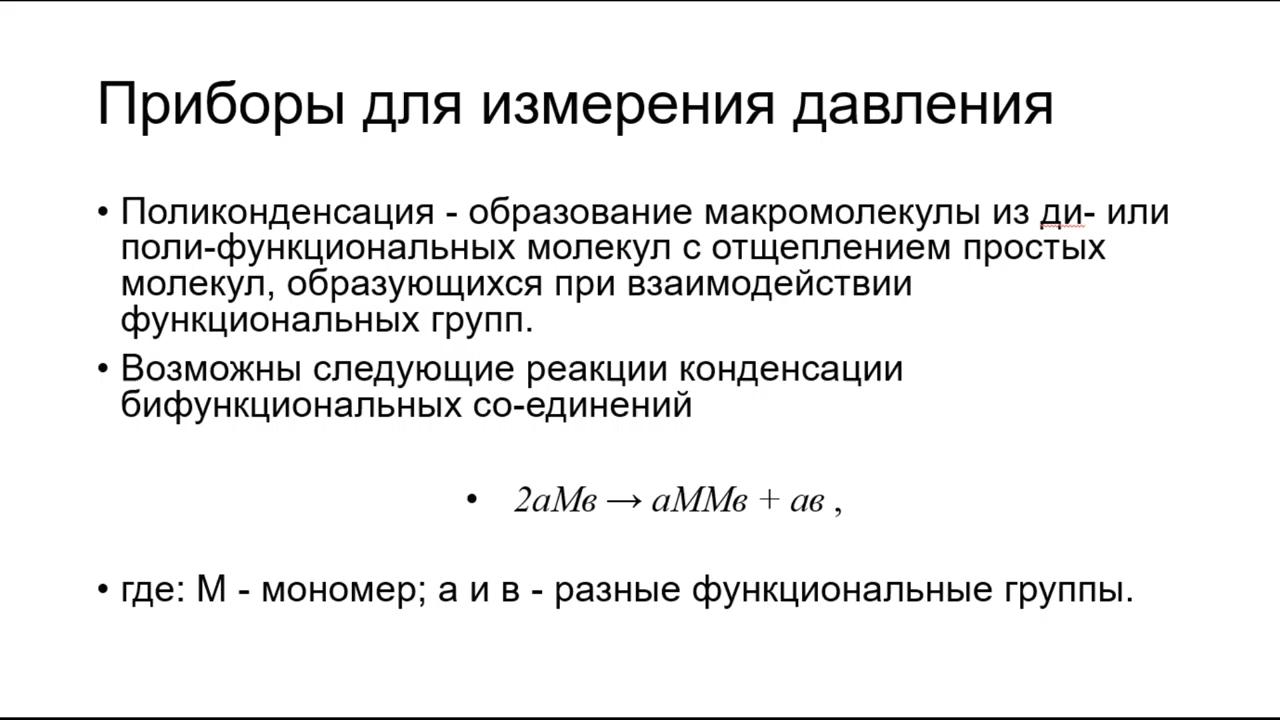 Приборы для измерения давления
• Поликонденсация - образование макромолекулы из ди- или
поли-функциональных молекул с отщеплением простых
молекул, образующихся при взаимодействии
функциональных групп.
• Возможны следующие реакции конденсации
бифункциональных со-единений
• 2аМв → аММв + ав ,
• где: М - мономер; а и в - разные функциональные группы.